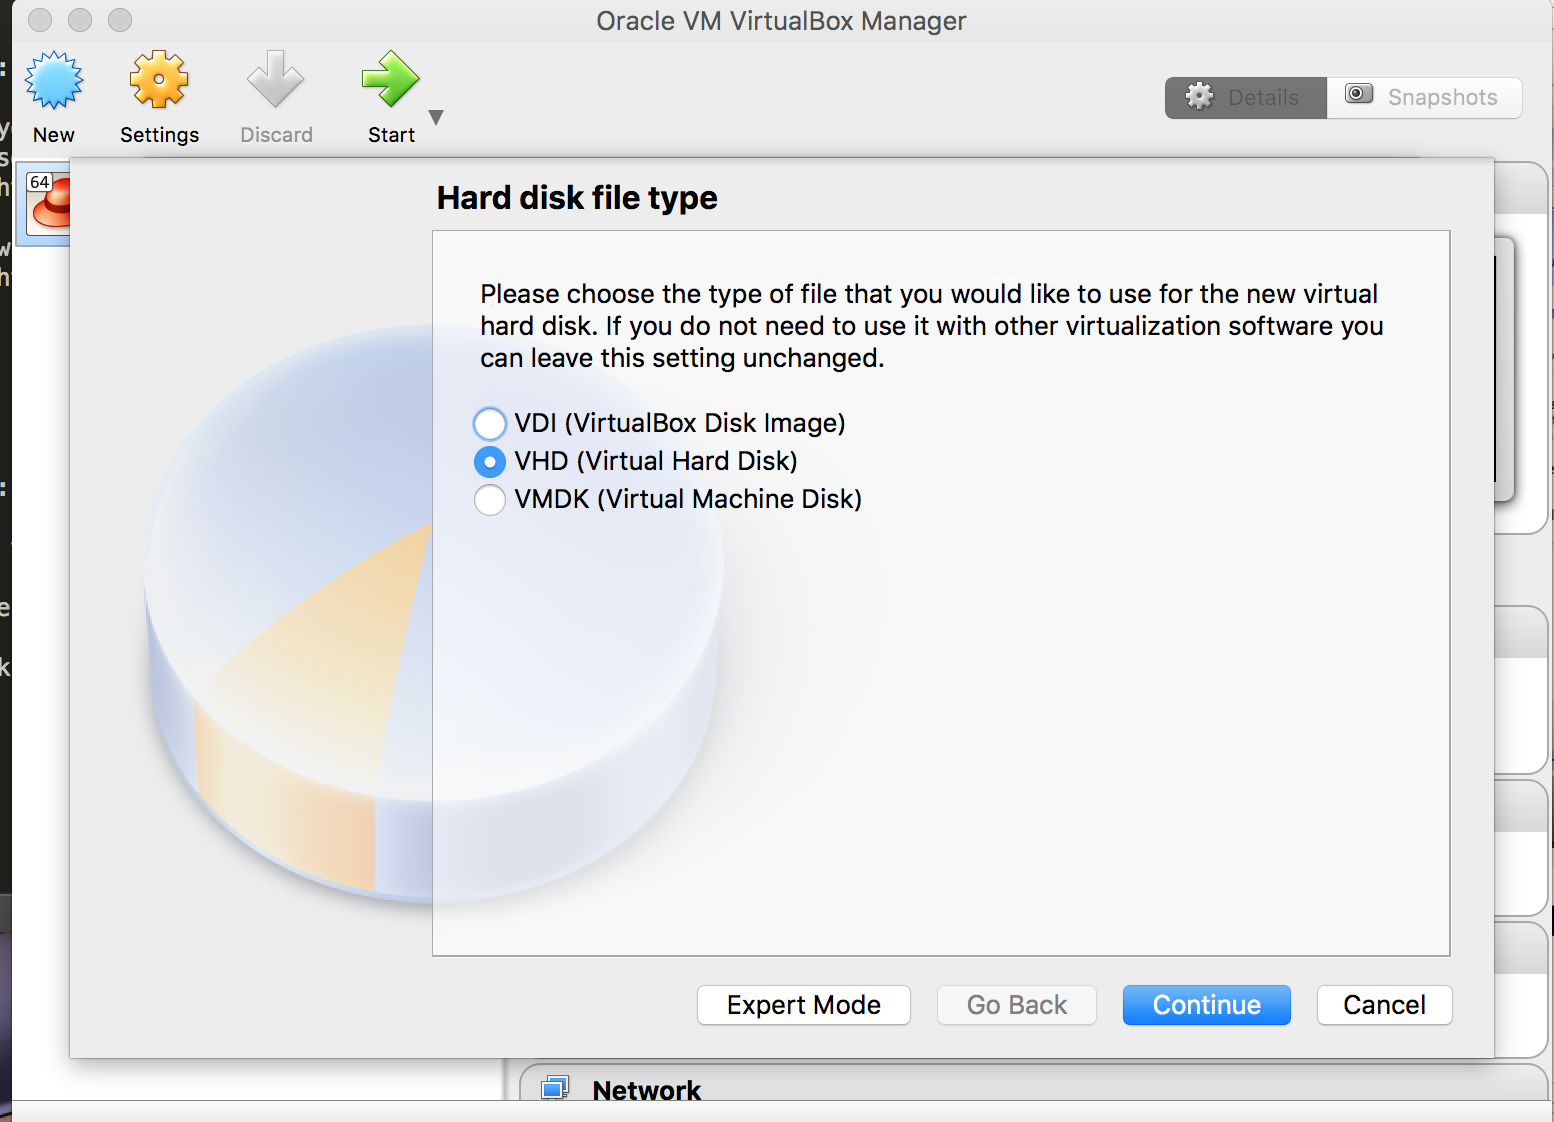 Oracle VM VirtualBox Manager
New
Settings
Discard
Start
Details
Snapshots
64
Hard disk file type
Please choose the type of file that you would like to use for the new virtual
hard disk. If you do not need to use it with other virtualization software you
can leave this setting unchanged.
VDI (VirtualBox Disk Image)
VHD (Virtual Hard Disk)
VMDK (Virtual Machine Disk)
Expert Mode
Go Back
Continue
Cancel
Network